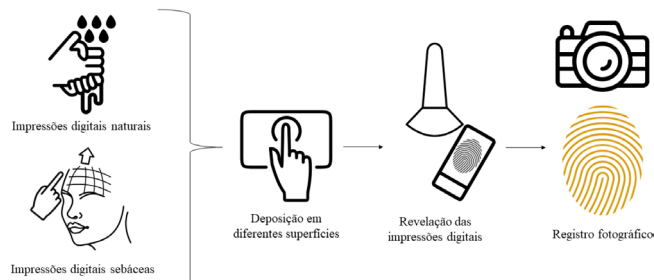 Impressões digitais naturais
Impressões digitais sebáceas
Deposição em
diferentes superfícies
Revelação das
impressões digitais
Registro fotográfico